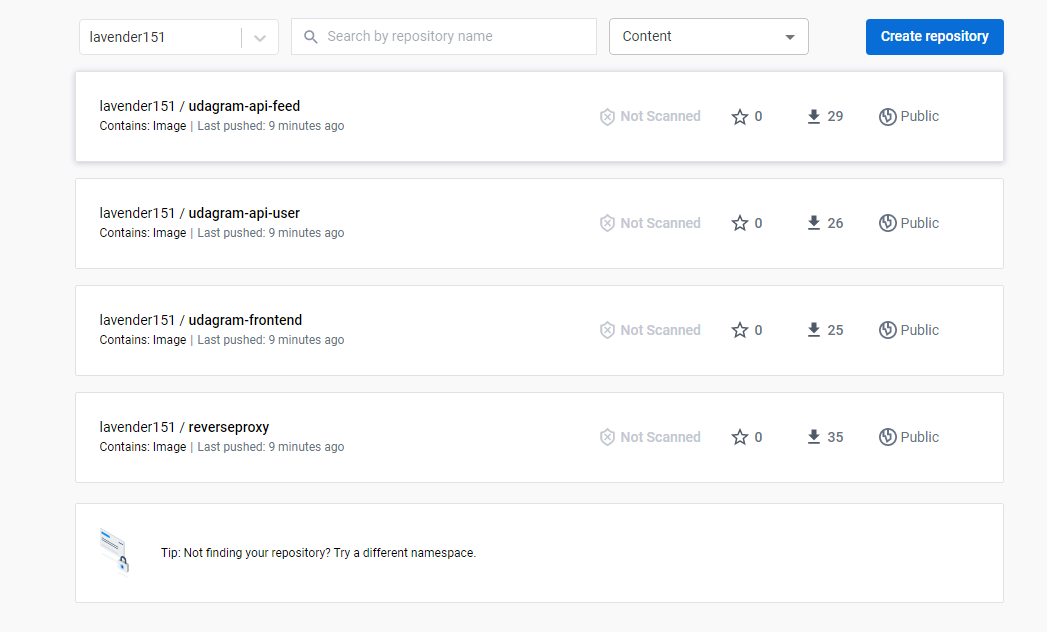 lavender151 Search by repository name Content Create repository
lavender151 / udagram-api-feed
Contains: Image | Last pushed: 9 minutes ago
Not Scanned 0 29 Public
lavender151 / udagram-api-user
Contains: Image | Last pushed: 9 minutes ago
Not Scanned 0 26 Public
lavender151 / udagram-frontend
Contains: Image | Last pushed: 9 minutes ago
Not Scanned 0 25 Public
lavender151 / reverseproxy
Contains: Image | Last pushed: 9 minutes ago
Not Scanned 0 35 Public
Tip: Not finding your repository? Try a different namespace.